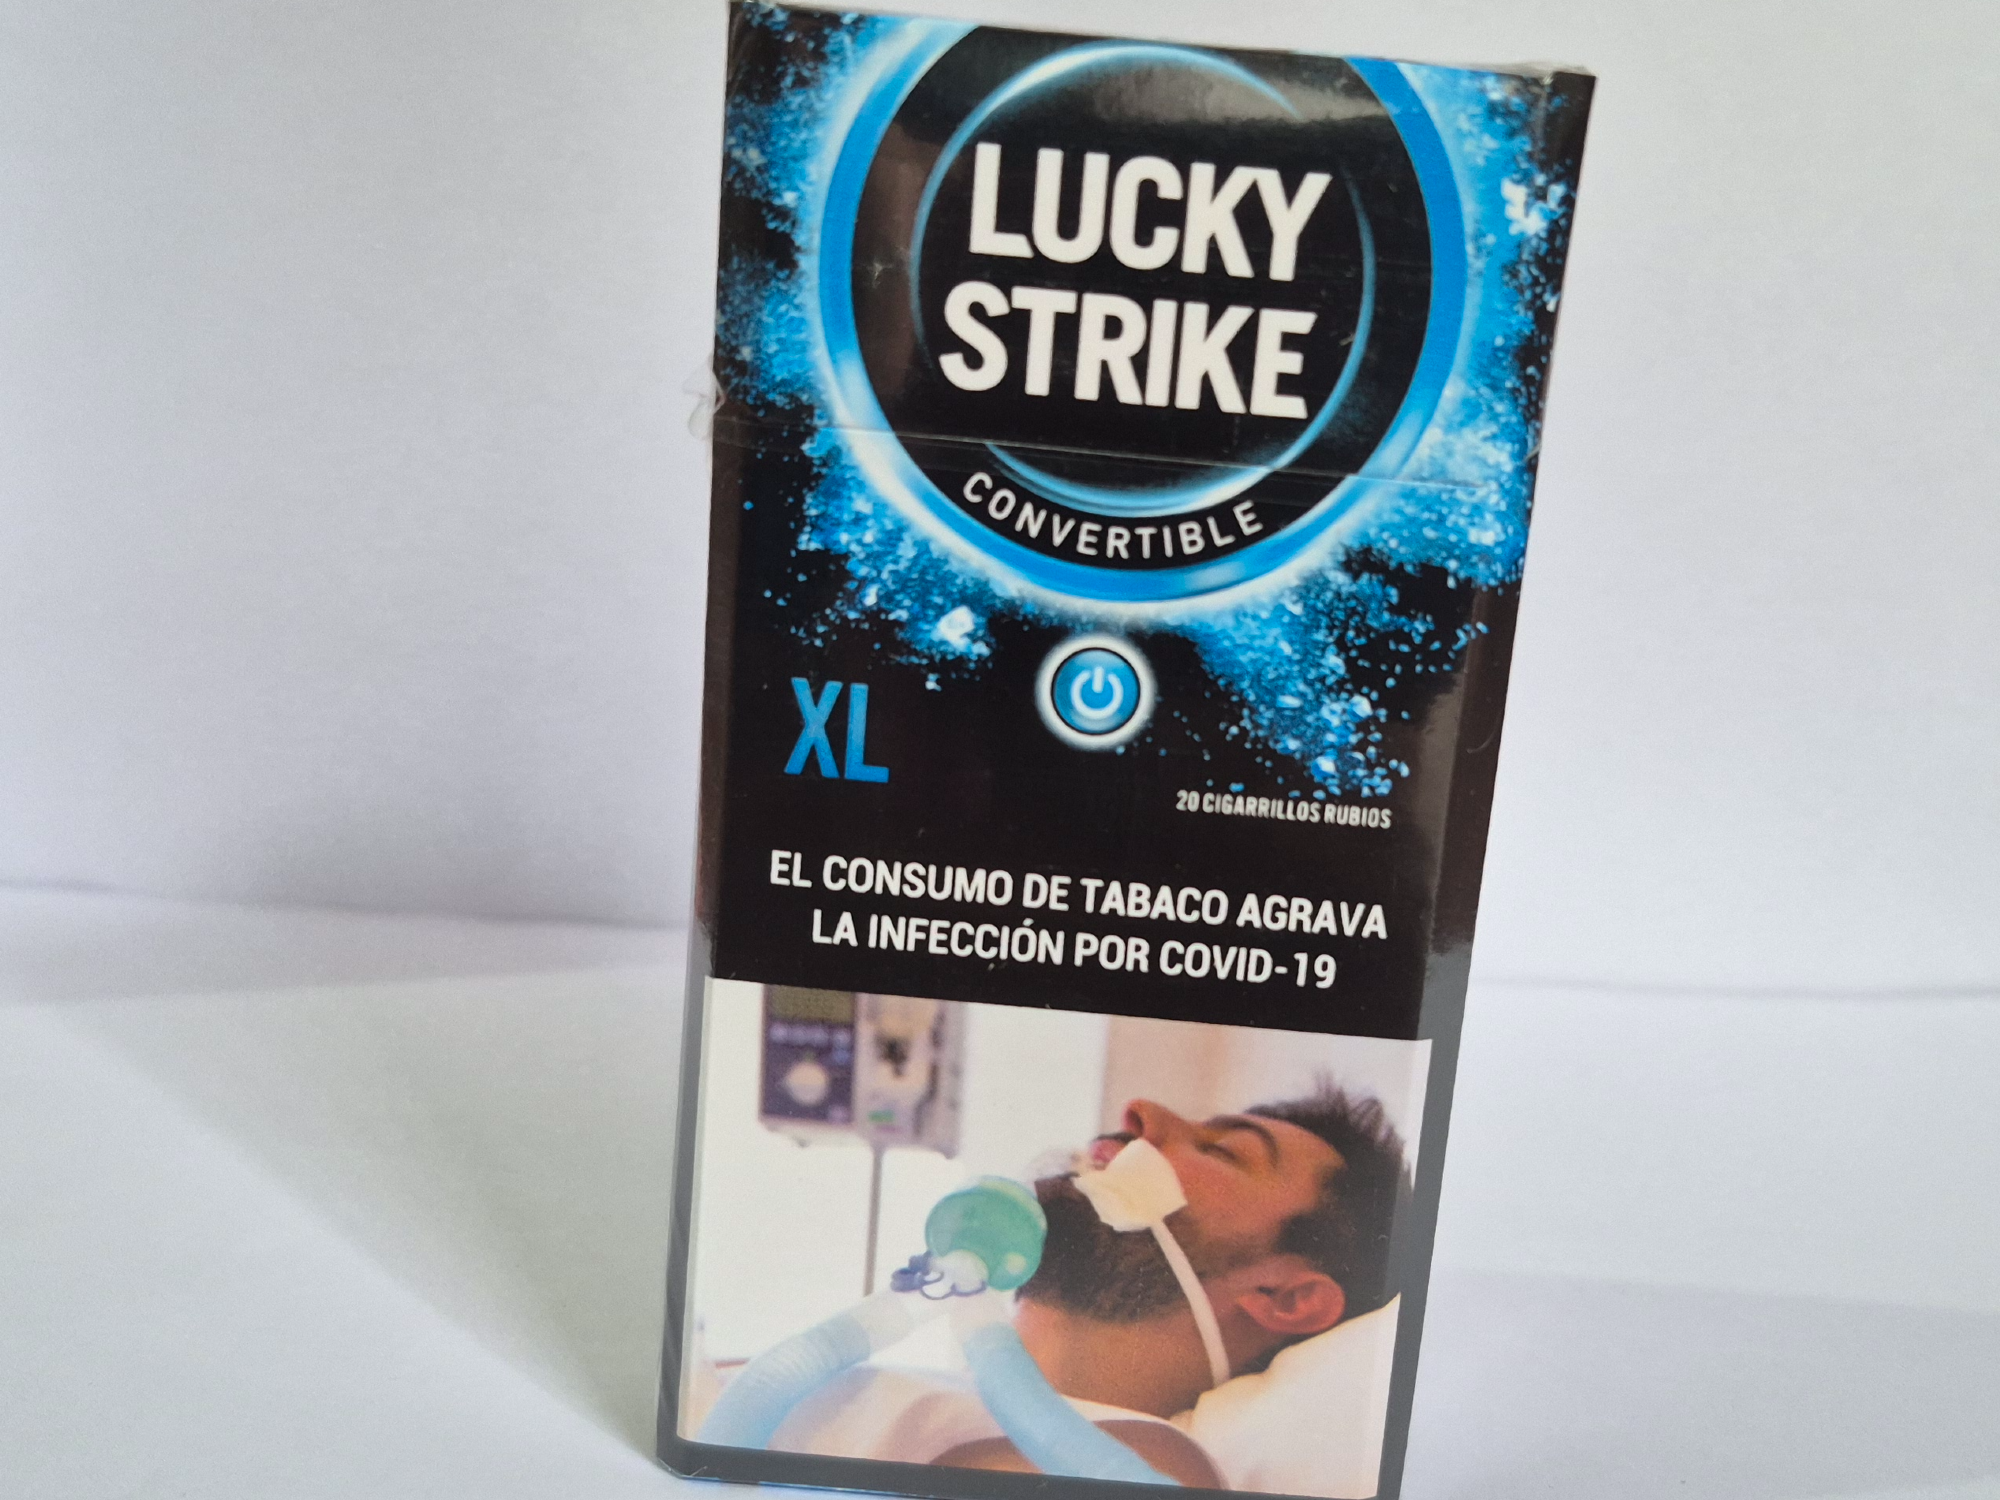 LUCKY
STRIKE
CONVERTIBLE
XL
20 CIGARRILLOS RUBIOS
EL CONSUMO DE TABACO AGRAVA
LA INFECCIÓN POR COVID-19